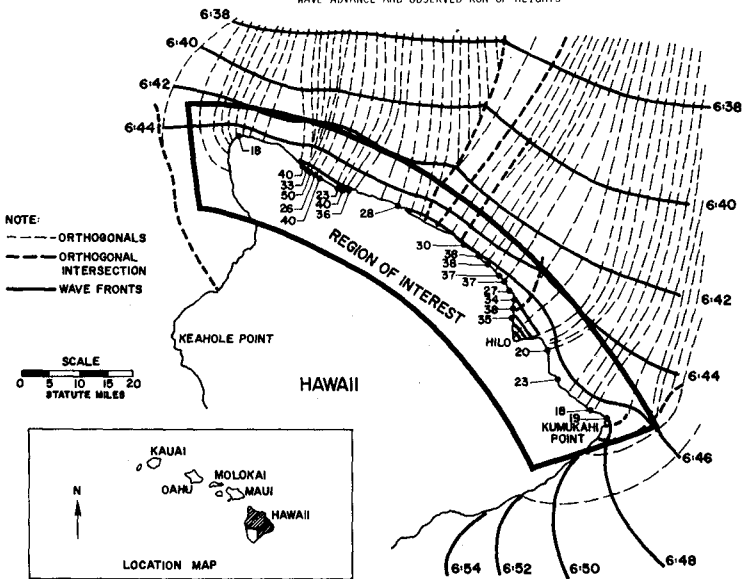 WAVE ADVANCE AND OBSERVED RUN UP HEIGHTS
6:38
6:40
6:42
6:44
6:38
6:40
6:42
6:44
6:46
6:48
6:50
6:52
6:54
18
40
33
50
26
40
23
40
36
28
30
38
38
37
37
27
34
38
35
HILO
20
23
18
19
KUMUKAHI
POINT
REGION OF INTEREST
NOTE:
ORTHOGONALS
ORTHOGONAL
INTERSECTION
WAVE FRONTS
KEAHOLE POINT
SCALE
0 5 10 15 20
STATUTE MILES
HAWAII
KAUAI
OAHU
MOLOKAI
MAUI
HAWAII
N
LOCATION MAP